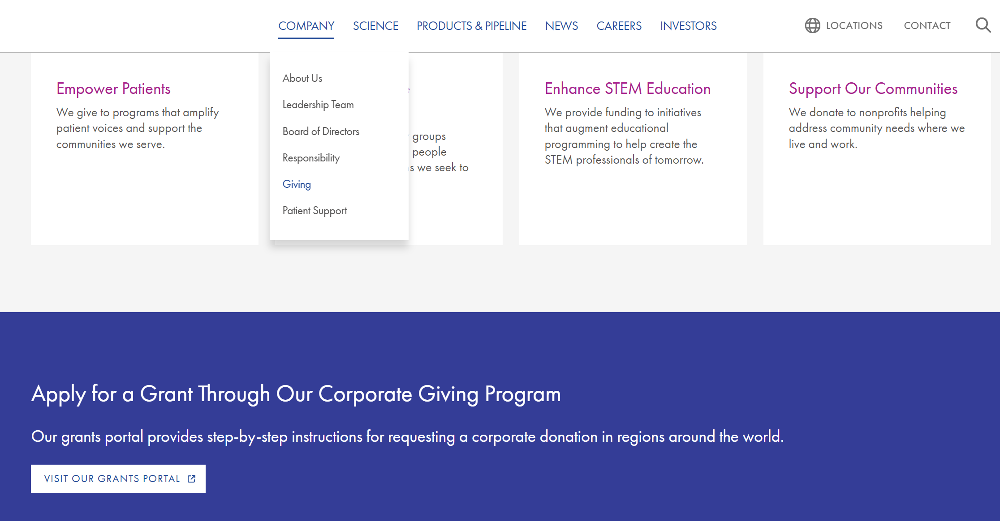 COMPANY SCIENCE PRODUCTS & PIPELINE NEWS CAREERS INVESTORS LOCATIONS CONTACT
About Us
Leadership Team
Board of Directors
Responsibility
Giving
Patient Support
Empower Patients
We give to programs that amplify
patient voices and support the
communities we serve.
groups
people
we seek to
Enhance STEM Education
We provide funding to initiatives
that augment educational
programming to help create the
STEM professionals of tomorrow.
Support Our Communities
We donate to nonprofits helping
address community needs where we
live and work.
Apply for a Grant Through Our Corporate Giving Program
Our grants portal provides step-by-step instructions for requesting a corporate donation in regions around the world.
VISIT OUR GRANTS PORTAL